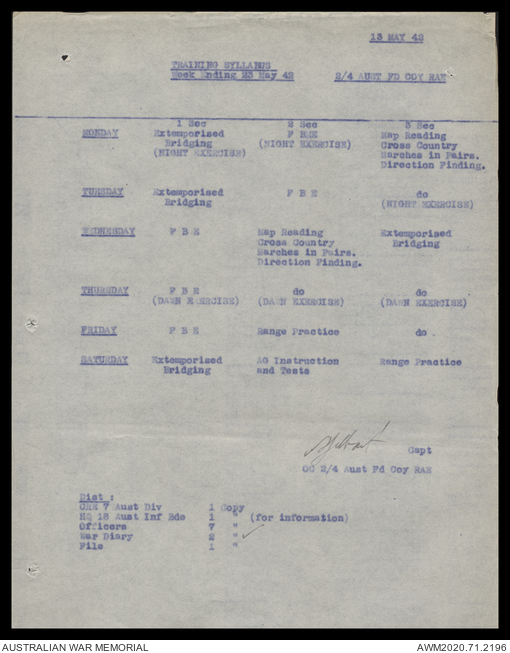 13 MAY 42
TRAINING SYLLABUS
Week Ending 23 May 42 2/4 AUST FD COY RAE
1 Sec 2 Sec 3 Sec
MONDAY Extemporised F B E Map Reading
Bridging (NIGHT EXERCISE) Cross Country
(NIGHT EXERCISE) Marches in Pairs.
Direction Finding.
TUESDAY Extemporised F B E do
Bridging (NIGHT EXERCISE)
WEDNESDAY F B E Map Reading Extemporised
Cross Country Bridging
Marches in Pairs.
Direction Finding.
THURSDAY F B E do do
(DAWN EXERCISE) (DAWN EXERCISE) (DAWN EXERCISE)
FRIDAY F B E Range Practice do
SATURDAY Extemporised AG Instruction Range Practice
Bridging and Tests
Capt
OC 2/4 Aust Fd Coy RAE
Dist :
CRE 7 Aust Div 1 Copy
HQ 18 Aust Inf Bde 1 " (for information)
Officers 7 "
War Diary 2 "
File 1 "
AUSTRALIAN WAR MEMORIAL AWM2020.71.2196